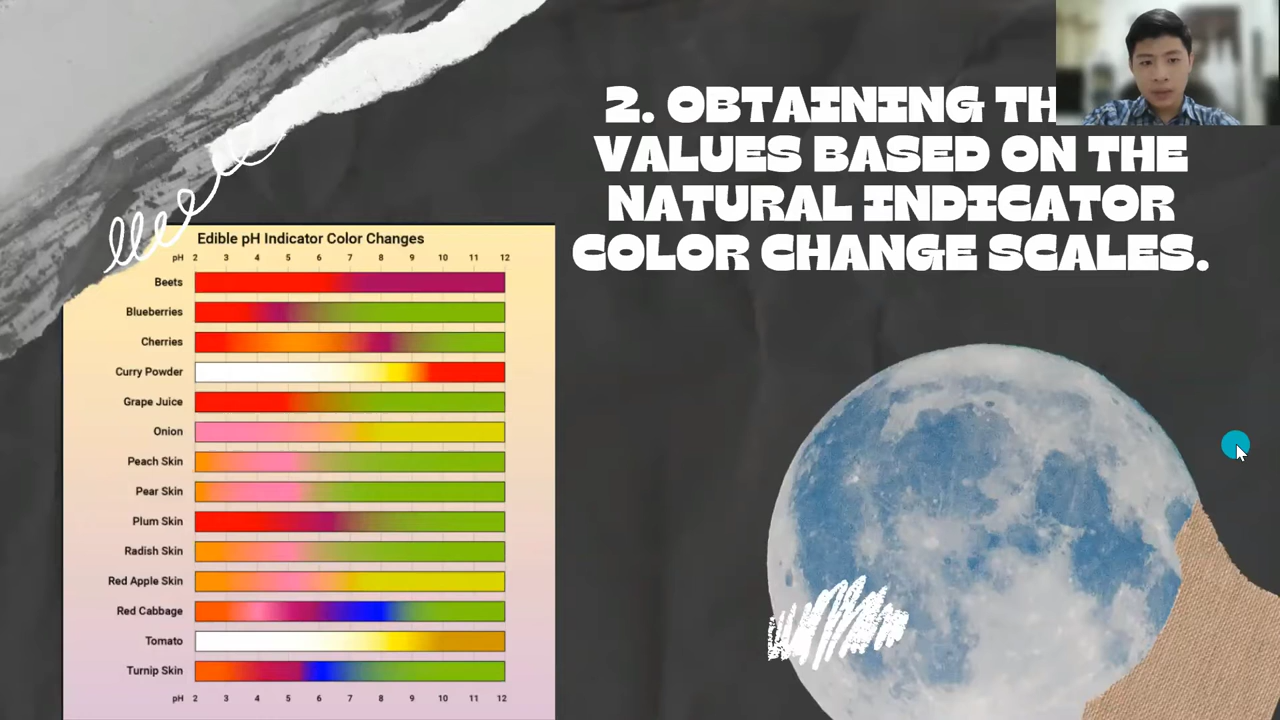 2. OBTAINING TH
VALUES BASED ON THE
NATURAL INDICATOR
COLOR CHANGE SCALES.
Edible pH Indicator Color Changes
pH 2 3 4 5 6 7 8 9 10 11 12
Beets
Blueberries
Cherries
Curry Powder
Grape Juice
Onion
Peach Skin
Pear Skin
Plum Skin
Radish Skin
Red Apple Skin
Red Cabbage
Tomato
Turnip Skin
pH 2 3 4 5 6 7 8 9 10 11 12